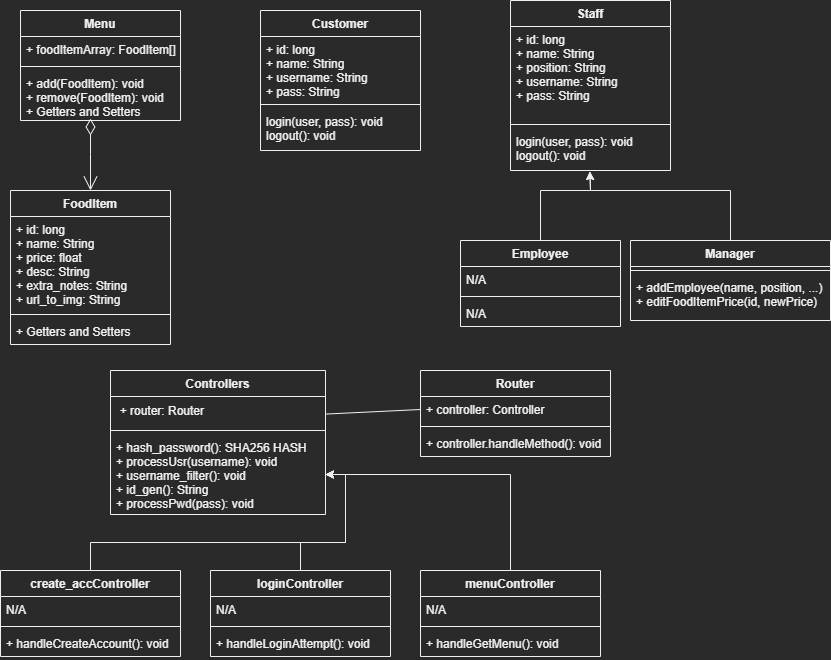 Menu
+ foodItemArray: FoodItem[]
+ add(FoodItem): void
+ remove(FoodItem): void
+ Getters and Setters
Customer
+ id: long
+ name: String
+ username: String
+ pass: String
login(user, pass): void
logout(): void
Staff
+ id: long
+ name: String
+ position: String
+ username: String
+ pass: String
login(user, pass): void
logout(): void
FoodItem
+ id: long
+ name: String
+ price: float
+ desc: String
+ extra_notes: String
+ url_to_img: String
+ Getters and Setters
Employee
N/A
N/A
Manager
+ addEmployee(name, position, ...)
+ editFoodItemPrice(id, newPrice)
Controllers
+ router: Router
+ hash_password(): SHA256 HASH
+ processUsr(username): void
+ username_filter(): void
+ id_gen(): String
+ processPwd(pass): void
Router
+ controller: Controller
+ controller.handleMethod(): void
create_accController
N/A
+ handleCreateAccount(): void
loginController
N/A
+ handleLoginAttempt(): void
menuController
N/A
+ handleGetMenu(): void